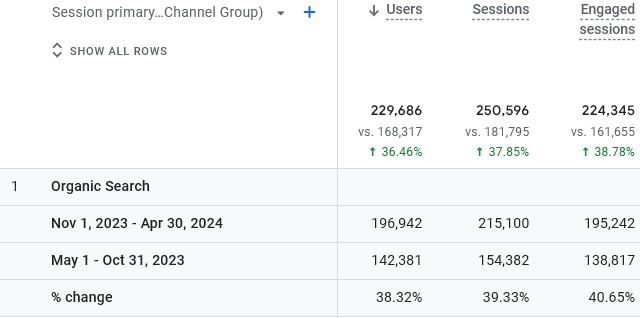 Session primary...Channel Group) +
Users Sessions Engaged sessions
SHOW ALL ROWS
229,686 250,596 224,345
vs. 168,317 vs. 181,795 vs. 161,655
↑ 36.46% ↑ 37.85% ↑ 38.78%
1 Organic Search
Nov 1, 2023 - Apr 30, 2024 196,942 215,100 195,242
May 1 - Oct 31, 2023 142,381 154,382 138,817
% change 38.32% 39.33% 40.65%